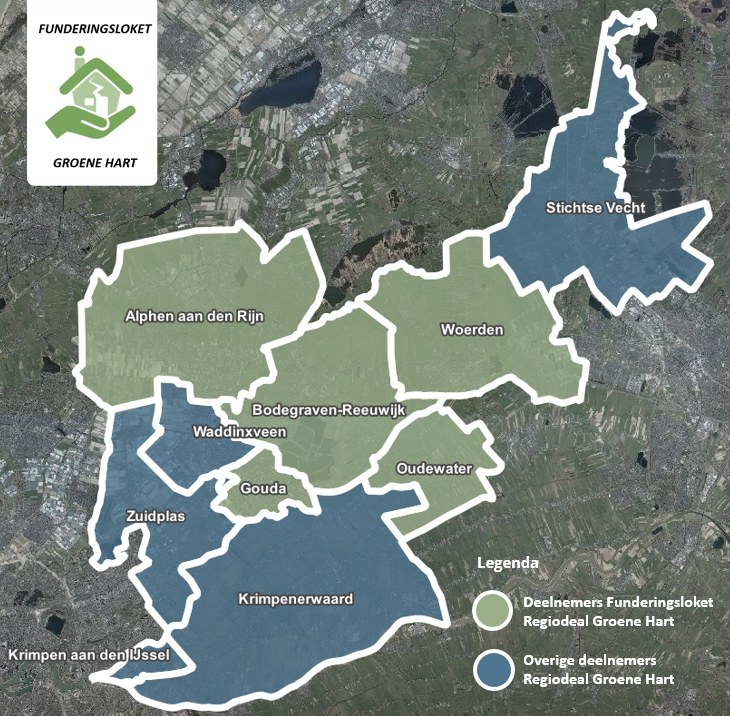 FUNDERINGSLOKET
GROENE HART
Stichtse Vecht
Alphen aan den Rijn
Woerden
Bodegraven-Reeuwijk
Waddinxveen
Oudewater
Gouda
Zuidplas
Krimpenerwaard
Krimpen aan den IJssel
Legenda
Deelnemers Funderingsloket
Regiodeal Groene Hart
Overige deelnemers
Regiodeal Groene Hart